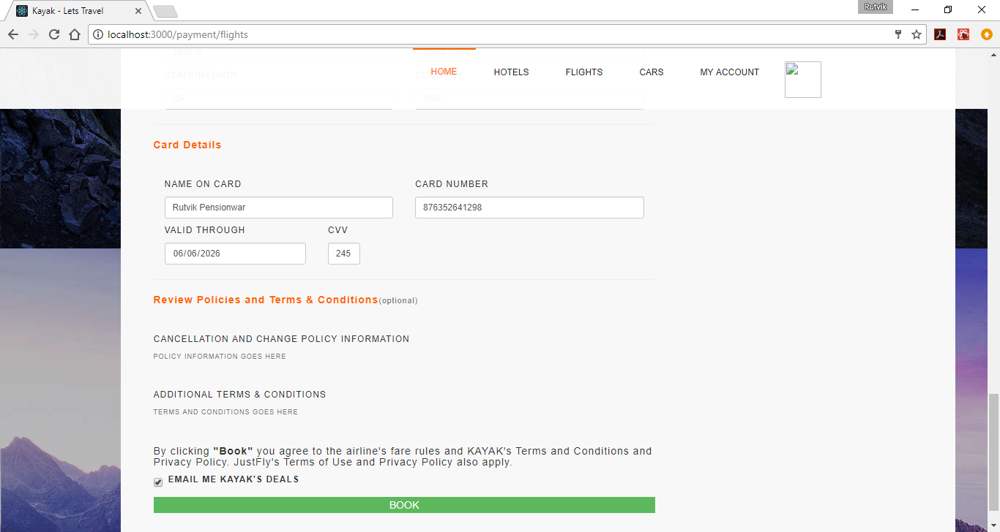 Kayak - Lets Travel
Rutvik
localhost:3000/payment/flights
HOME HOTELS FLIGHTS CARS MY ACCOUNT
STATE/REGION
CA USA
Card Details
NAME ON CARD CARD NUMBER
Rutvik Pensionwar 876352641298
VALID THROUGH CVV
06/06/2026 245
Review Policies and Terms & Conditions(optional)
CANCELLATION AND CHANGE POLICY INFORMATION
POLICY INFORMATION GOES HERE
ADDITIONAL TERMS & CONDITIONS
TERMS AND CONDITIONS GOES HERE
By clicking "Book" you agree to the airline's fare rules and KAYAK's Terms and Conditions and
Privacy Policy. JustFly's Terms of Use and Privacy Policy also apply.
EMAIL ME KAYAK'S DEALS
BOOK